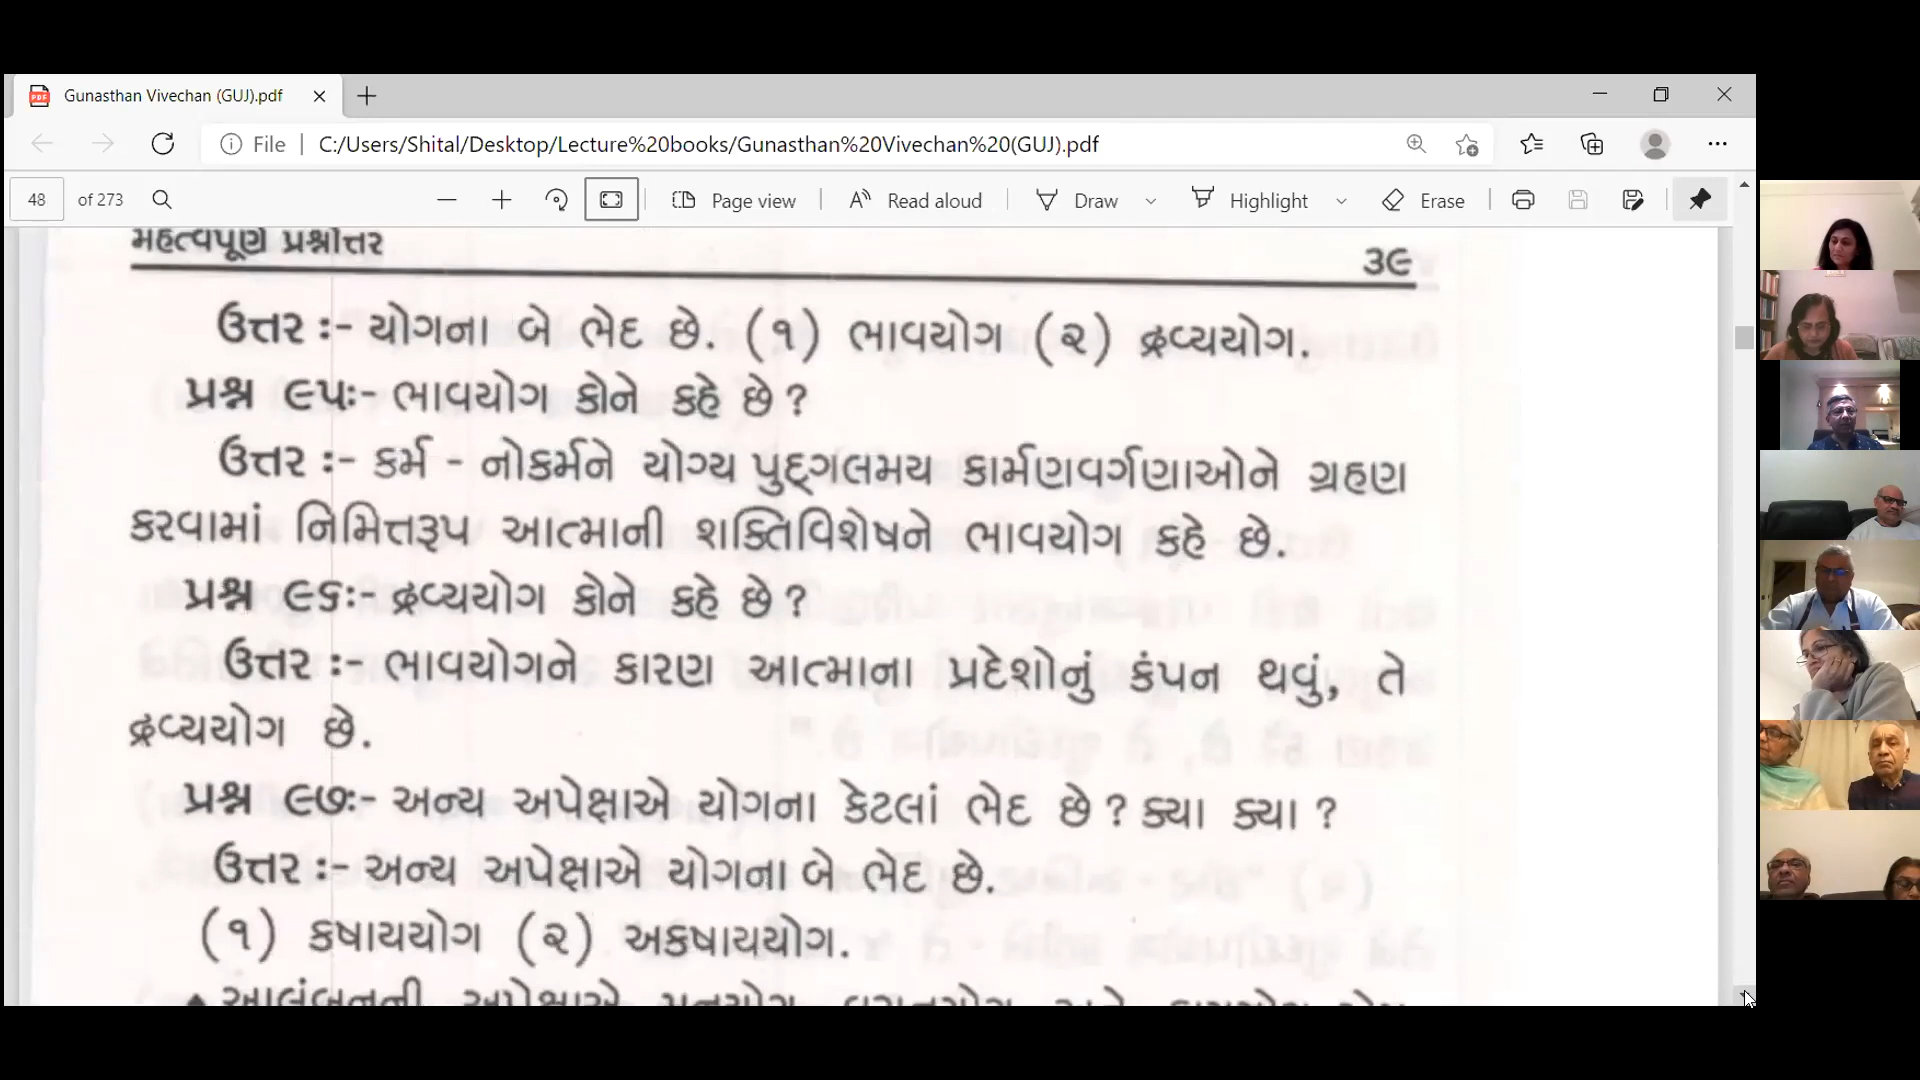 Gunasthan Vivechan (GUJ).pdf
File | C:/Users/Shital/Desktop/Lecture%20books/Gunasthan%20Vivechan%20(GUJ).pdf
48 of 273 Page view Read aloud Draw Highlight Erase
મહત્વપૂર્ણ પ્રશ્નોત્તર ૩૯
ઉત્તર :- યોગના બે ભેદ છે. (૧) ભાવયોગ (૨) દ્રવ્યયોગ.
પ્રશ્ન ૯૫:- ભાવયોગ કોને કહે છે ?
ઉત્તર :- કર્મ - નોકર્મને યોગ્ય પુદ્ગલમય કાર્મણવર્ગણાઓને ગ્રહણ
કરવામાં નિમિત્તરૂપ આત્માની શક્તિવિશેષને ભાવયોગ કહે છે.
પ્રશ્ન ૯૬:- દ્રવ્યયોગ કોને કહે છે ?
ઉત્તર :- ભાવયોગને કારણ આત્માના પ્રદેશોનું કંપન થવું, તે
દ્રવ્યયોગ છે.
પ્રશ્ન ૯૭:- અન્ય અપેક્ષાએ યોગના કેટલાં ભેદ છે ? ક્યા ક્યા ?
ઉત્તર :- અન્ય અપેક્ષાએ યોગના બે ભેદ છે.
(૧) કષાયયોગ (૨) અકષાયયોગ.